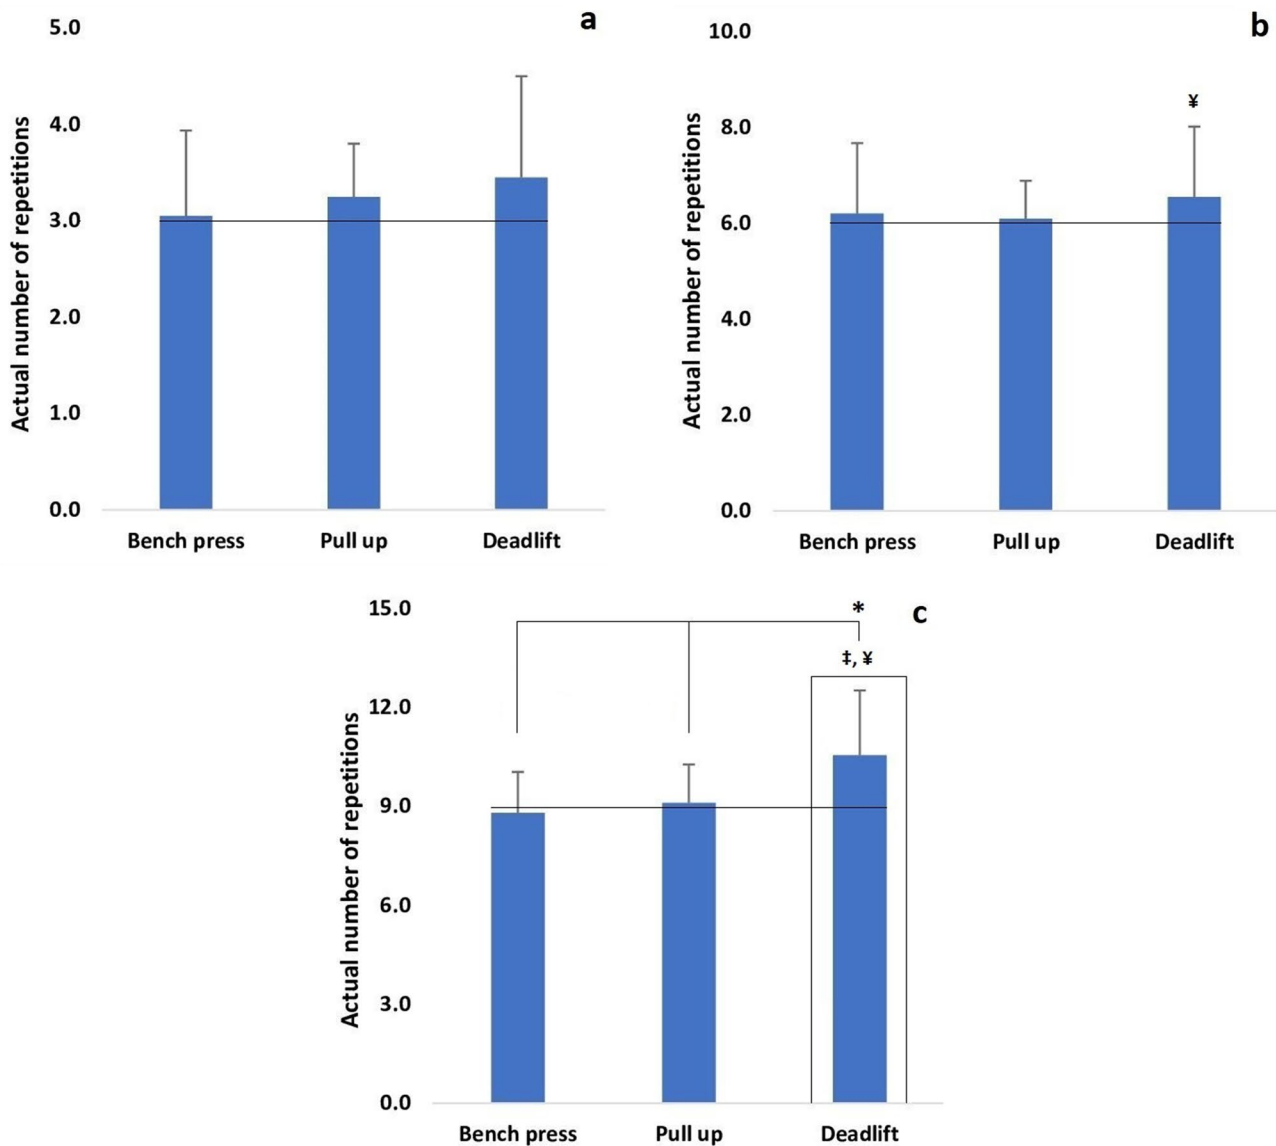 a
5.0
4.0
3.0
2.0
1.0
0.0
Actual number of repetitions
Bench press Pull up Deadlift
b
10.0
8.0
6.0
4.0
2.0
0.0
Actual number of repetitions
¥
Bench press Pull up Deadlift
c
15.0
12.0
9.0
6.0
3.0
0.0
Actual number of repetitions
*
‡, ¥
Bench press Pull up Deadlift